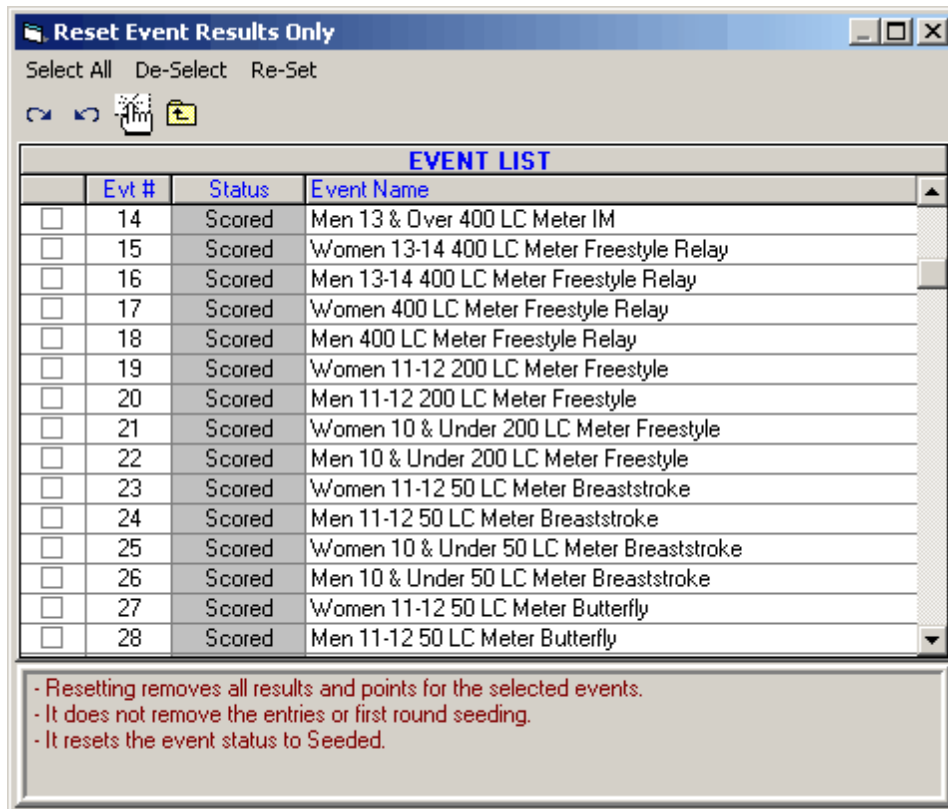 Reset Event Results Only
Select All De-Select Re-Set
EVENT LIST
Evt # Status Event Name
14 Scored Men 13 & Over 400 LC Meter IM
15 Scored Women 13-14 400 LC Meter Freestyle Relay
16 Scored Men 13-14 400 LC Meter Freestyle Relay
17 Scored Women 400 LC Meter Freestyle Relay
18 Scored Men 400 LC Meter Freestyle Relay
19 Scored Women 11-12 200 LC Meter Freestyle
20 Scored Men 11-12 200 LC Meter Freestyle
21 Scored Women 10 & Under 200 LC Meter Freestyle
22 Scored Men 10 & Under 200 LC Meter Freestyle
23 Scored Women 11-12 50 LC Meter Breaststroke
24 Scored Men 11-12 50 LC Meter Breaststroke
25 Scored Women 10 & Under 50 LC Meter Breaststroke
26 Scored Men 10 & Under 50 LC Meter Breaststroke
27 Scored Women 11-12 50 LC Meter Butterfly
28 Scored Men 11-12 50 LC Meter Butterfly
- Resetting removes all results and points for the selected events.
- It does not remove the entries or first round seeding.
- It resets the event status to Seeded.